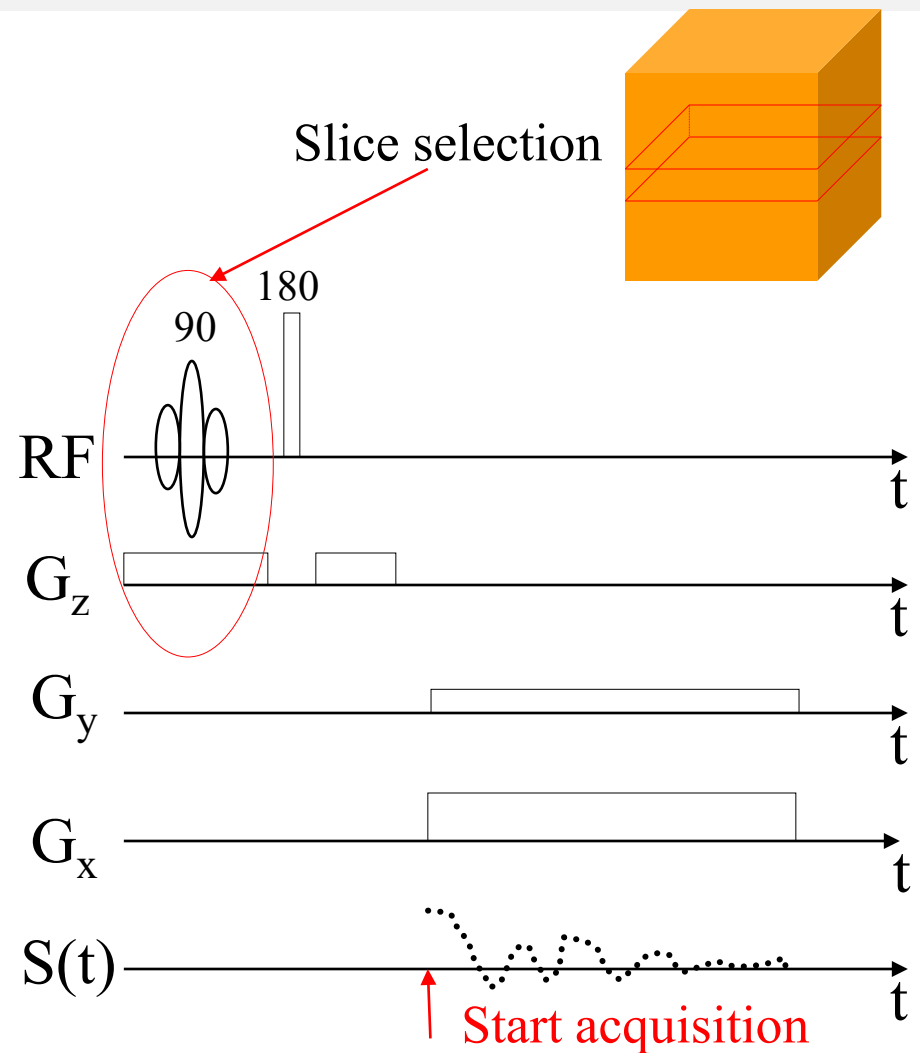 Slice selection
180
90
RF
t
Gz
t
Gy
t
Gx
t
S(t)
t
Start acquisition